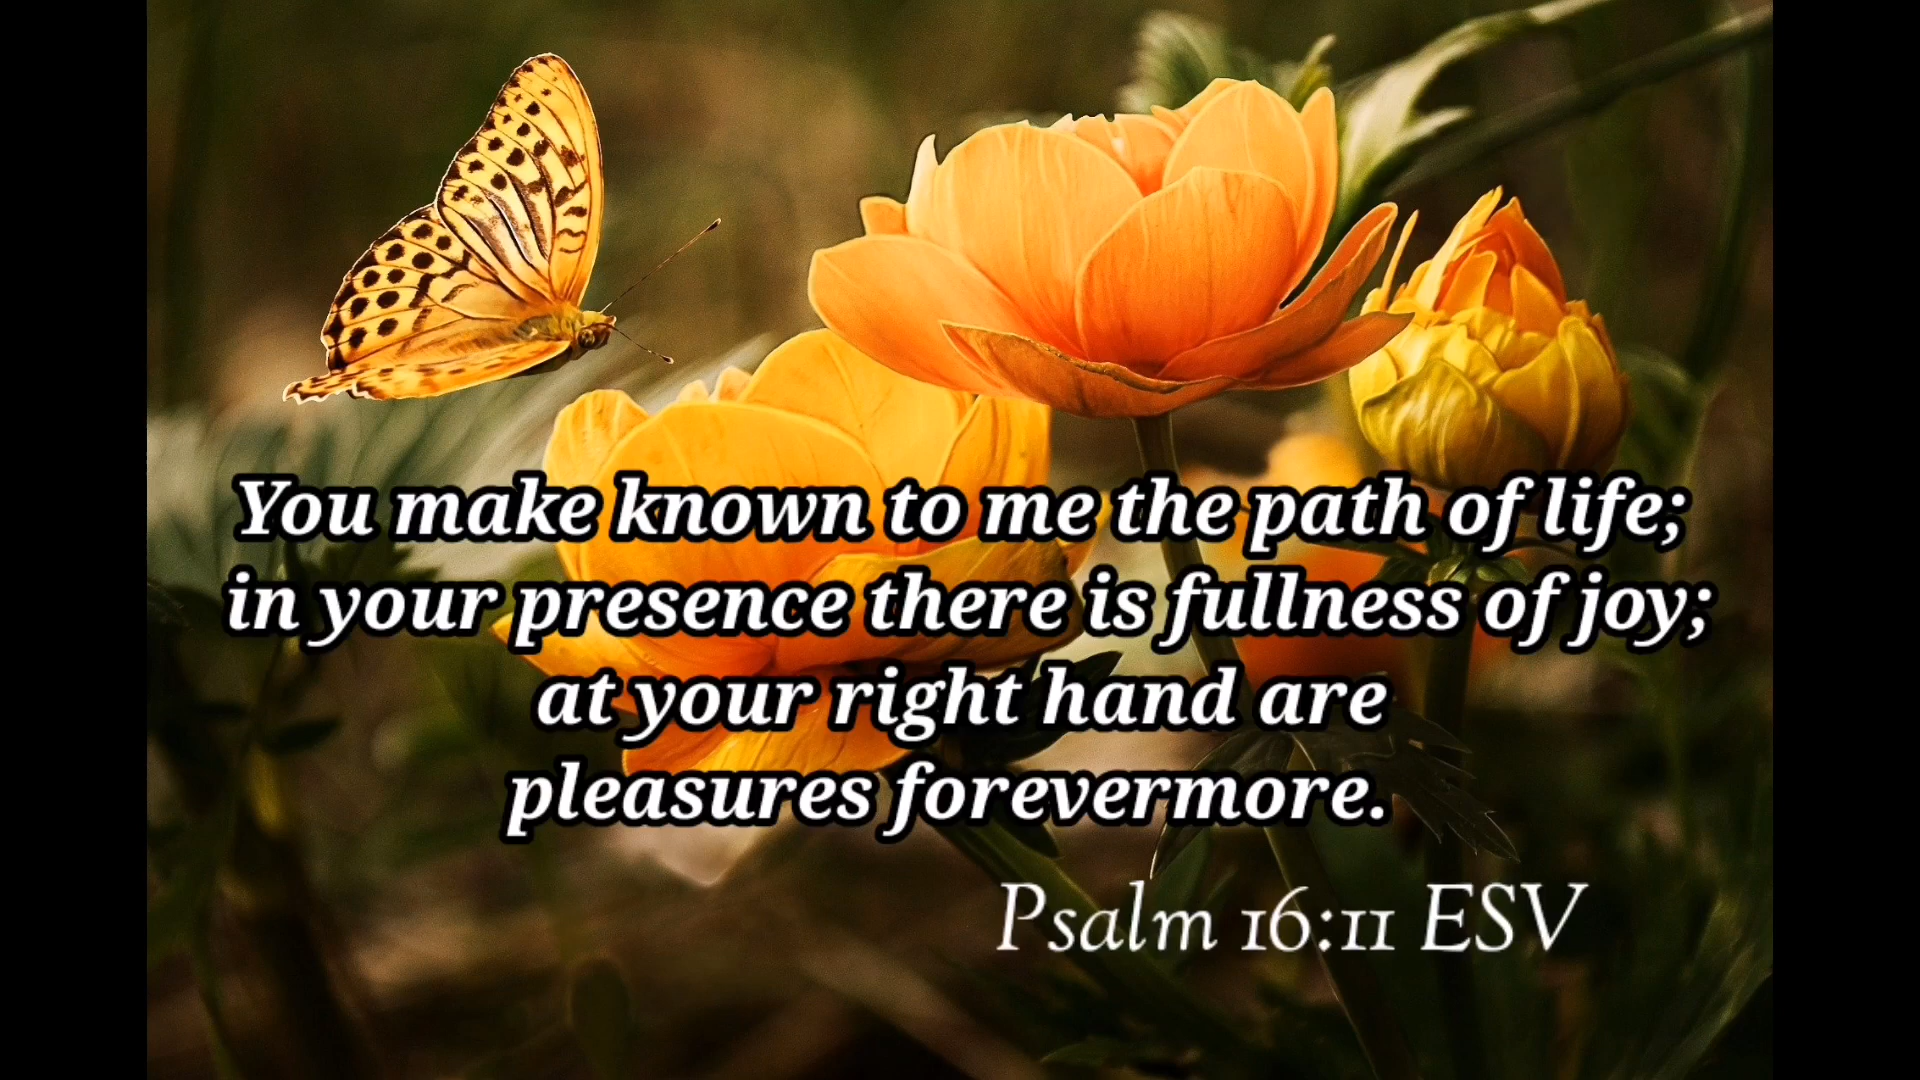 You make known to me the path of life;
in your presence there is fullness of joy;
at your right hand are
pleasures forevermore.
Psalm 16:11 ESV